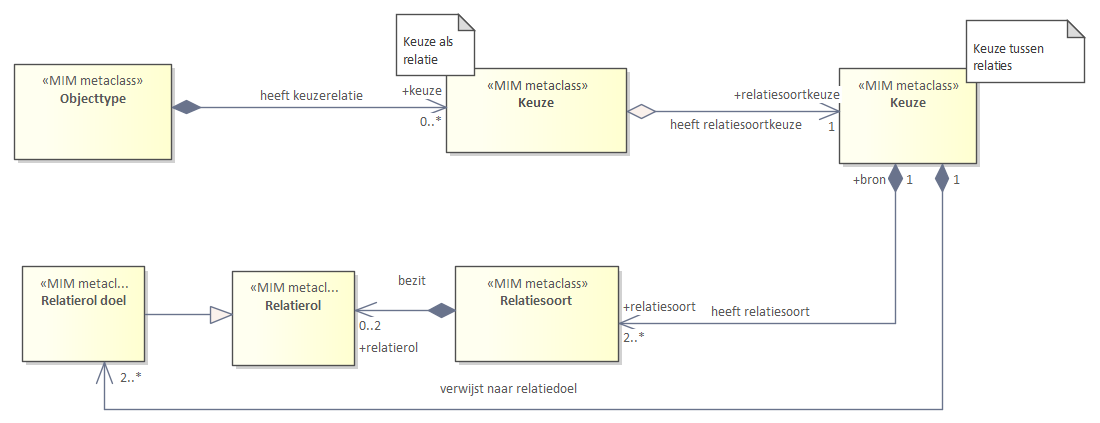 Keuze als
relatie
Keuze tussen
relaties
«MIM metaclass»
Objecttype
heeft keuzerelatie
+keuze
0..*
«MIM metaclass»
Keuze
+relatiesoortkeuze
heeft relatiesoortkeuze
1
«MIM metaclass»
Keuze
+bron
1
1
«MIM metacl...
Relatierol doel
«MIM metacl...
Relatierol
bezit
0..2
+relatierol
«MIM metaclass»
Relatiesoort
+relatiesoort
heeft relatiesoort
2..*
2..*
verwijst naar relatiedoel